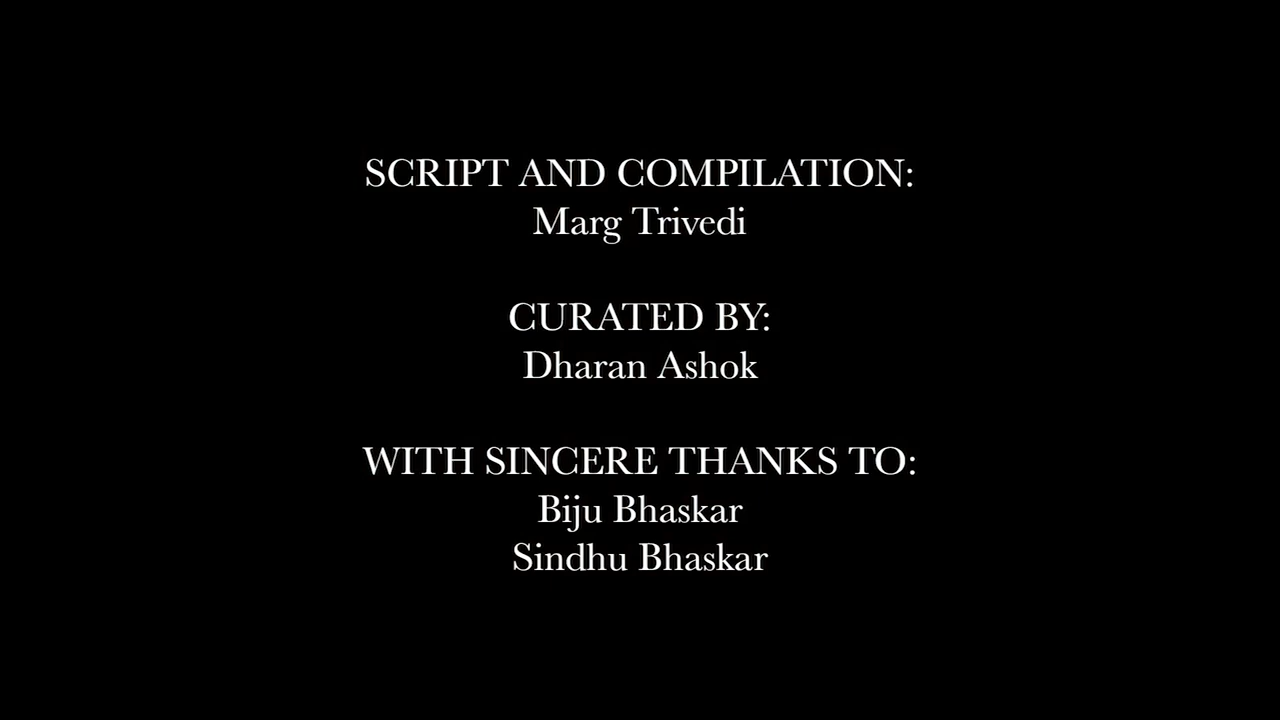 SCRIPT AND COMPILATION:
Marg Trivedi
CURATED BY:
Dharan Ashok
WITH SINCERE THANKS TO:
Biju Bhaskar
Sindhu Bhaskar